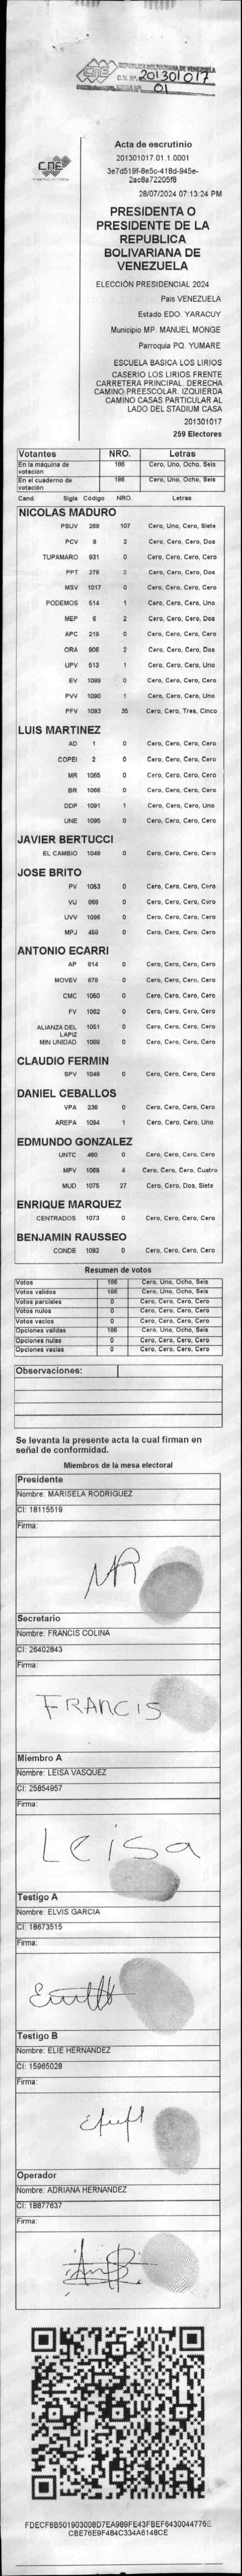 CNE
REPUBLICA BOLIVARIANA DE VENEZUELA
C.V. Nº. 201301017
01
CNE
Acta de escrutinio
201301017.01.1.0001
3e7d519f-8e5c-418d-945e-
2ac8a72205f8
28/07/2024 07:13:24 PM
PRESIDENTA O
PRESIDENTE DE LA
REPUBLICA
BOLIVARIANA DE
VENEZUELA
ELECCIÓN PRESIDENCIAL 2024
Pais VENEZUELA
Estado EDO. YARACUY
Municipio MP. MANUEL MONGE
Parroquia PQ. YUMARE
ESCUELA BASICA LOS LIRIOS
CASERIO LOS LIRIOS FRENTE
CARRETERA PRINCIPAL. DERECHA
CAMINO PREESCOLAR. IZQUIERDA
CAMINO CASAS PARTICULAR AL
LADO DEL STADIUM CASA
201301017
259 Electores
Votantes NRO. Letras
En la máquina de votación 186 Cero, Uno, Ocho, Seis
En el cuaderno de votación 186 Cero, Uno, Ocho, Seis
Cand. Sigla Código NRO. Letras
NICOLAS MADURO
PSUV 269 107 Cero, Uno, Cero, Siete
PCV 9 2 Cero, Cero, Cero, Dos
TUPAMARO 931 0 Cero, Cero, Cero, Cero
PPT 276 2 Cero, Cero, Cero, Dos
MSV 1017 0 Cero, Cero, Cero, Cero
PODEMOS 514 1 Cero, Cero, Cero, Uno
MEP 6 2 Cero, Cero, Cero, Dos
APC 219 0 Cero, Cero, Cero, Cero
ORA 906 2 Cero, Cero, Cero, Dos
UPV 613 1 Cero, Cero, Cero, Uno
EV 1089 0 Cero, Cero, Cero, Cero
PVV 1090 1 Cero, Cero, Cero, Uno
PFV 1093 35 Cero, Cero, Tres, Cinco
LUIS MARTINEZ
AD 1 0 Cero, Cero, Cero, Cero
COPEI 2 0 Cero, Cero, Cero, Cero
MR 1065 0 Cero, Cero, Cero, Cero
BR 1066 0 Cero, Cero, Cero, Cero
DDP 1091 1 Cero, Cero, Cero, Uno
UNE 1095 0 Cero, Cero, Cero, Cero
JAVIER BERTUCCI
EL CAMBIO 1048 0 Cero, Cero, Cero, Cero
JOSE BRITO
PV 1053 0 Cero, Cero, Cero, Cero
VU 869 0 Cero, Cero, Cero, Cero
UVV 1096 0 Cero, Cero, Cero, Cero
MPJ 459 0 Cero, Cero, Cero, Cero
ANTONIO ECARRI
AP 814 0 Cero, Cero, Cero, Cero
MOVEV 878 0 Cero, Cero, Cero, Cero
CMC 1050 0 Cero, Cero, Cero, Cero
FV 1062 0 Cero, Cero, Cero, Cero
ALIANZA DEL LAPIZ 1051 0 Cero, Cero, Cero, Cero
MIN UNIDAD 1069 0 Cero, Cero, Cero, Cero
CLAUDIO FERMIN
SPV 1049 0 Cero, Cero, Cero, Cero
DANIEL CEBALLOS
VPA 236 0 Cero, Cero, Cero, Cero
AREPA 1094 1 Cero, Cero, Cero, Uno
EDMUNDO GONZALEZ
UNTC 460 0 Cero, Cero, Cero, Cero
MPV 1069 4 Cero, Cero, Cero, Cuatro
MUD 1075 27 Cero, Cero, Dos, Siete
ENRIQUE MARQUEZ
CENTRADOS 1073 0 Cero, Cero, Cero, Cero
BENJAMIN RAUSSEO
CONDE 1092 0 Cero, Cero, Cero, Cero
Resumen de votos
Votos 186 Cero, Uno, Ocho, Seis
Votos validos 186 Cero, Uno, Ocho, Seis
Votos parciales 0 Cero, Cero, Cero, Cero
Votos nulos 0 Cero, Cero, Cero, Cero
Votos vacios 0 Cero, Cero, Cero, Cero
Opciones validas 186 Cero, Uno, Ocho, Seis
Opciones nulas 0 Cero, Cero, Cero, Cero
Opciones vacias 0 Cero, Cero, Cero, Cero
Observaciones:
Se levanta la presente acta la cual firman en
señal de conformidad.
Miembros de la mesa electoral
Presidente
Nombre: MARISELA RODRIGUEZ
CI: 18115519
Firma:
MR
Secretario
Nombre: FRANCIS COLINA
CI: 26402843
Firma:
FRANCIS
Miembro A
Nombre: LEISA VASQUEZ
CI: 25854957
Firma:
Leisa
Testigo A
Nombre: ELVIS GARCIA
CI: 18673515
Firma:
Testigo B
Nombre: ELIE HERNANDEZ
CI: 15965028
Firma:
Operador
Nombre: ADRIANA HERNANDEZ
CI: 18877637
Firma:
FDECF8B501903008D7EA989FE43FBEF6430044776E
CBE76E9F484C334A6148CE